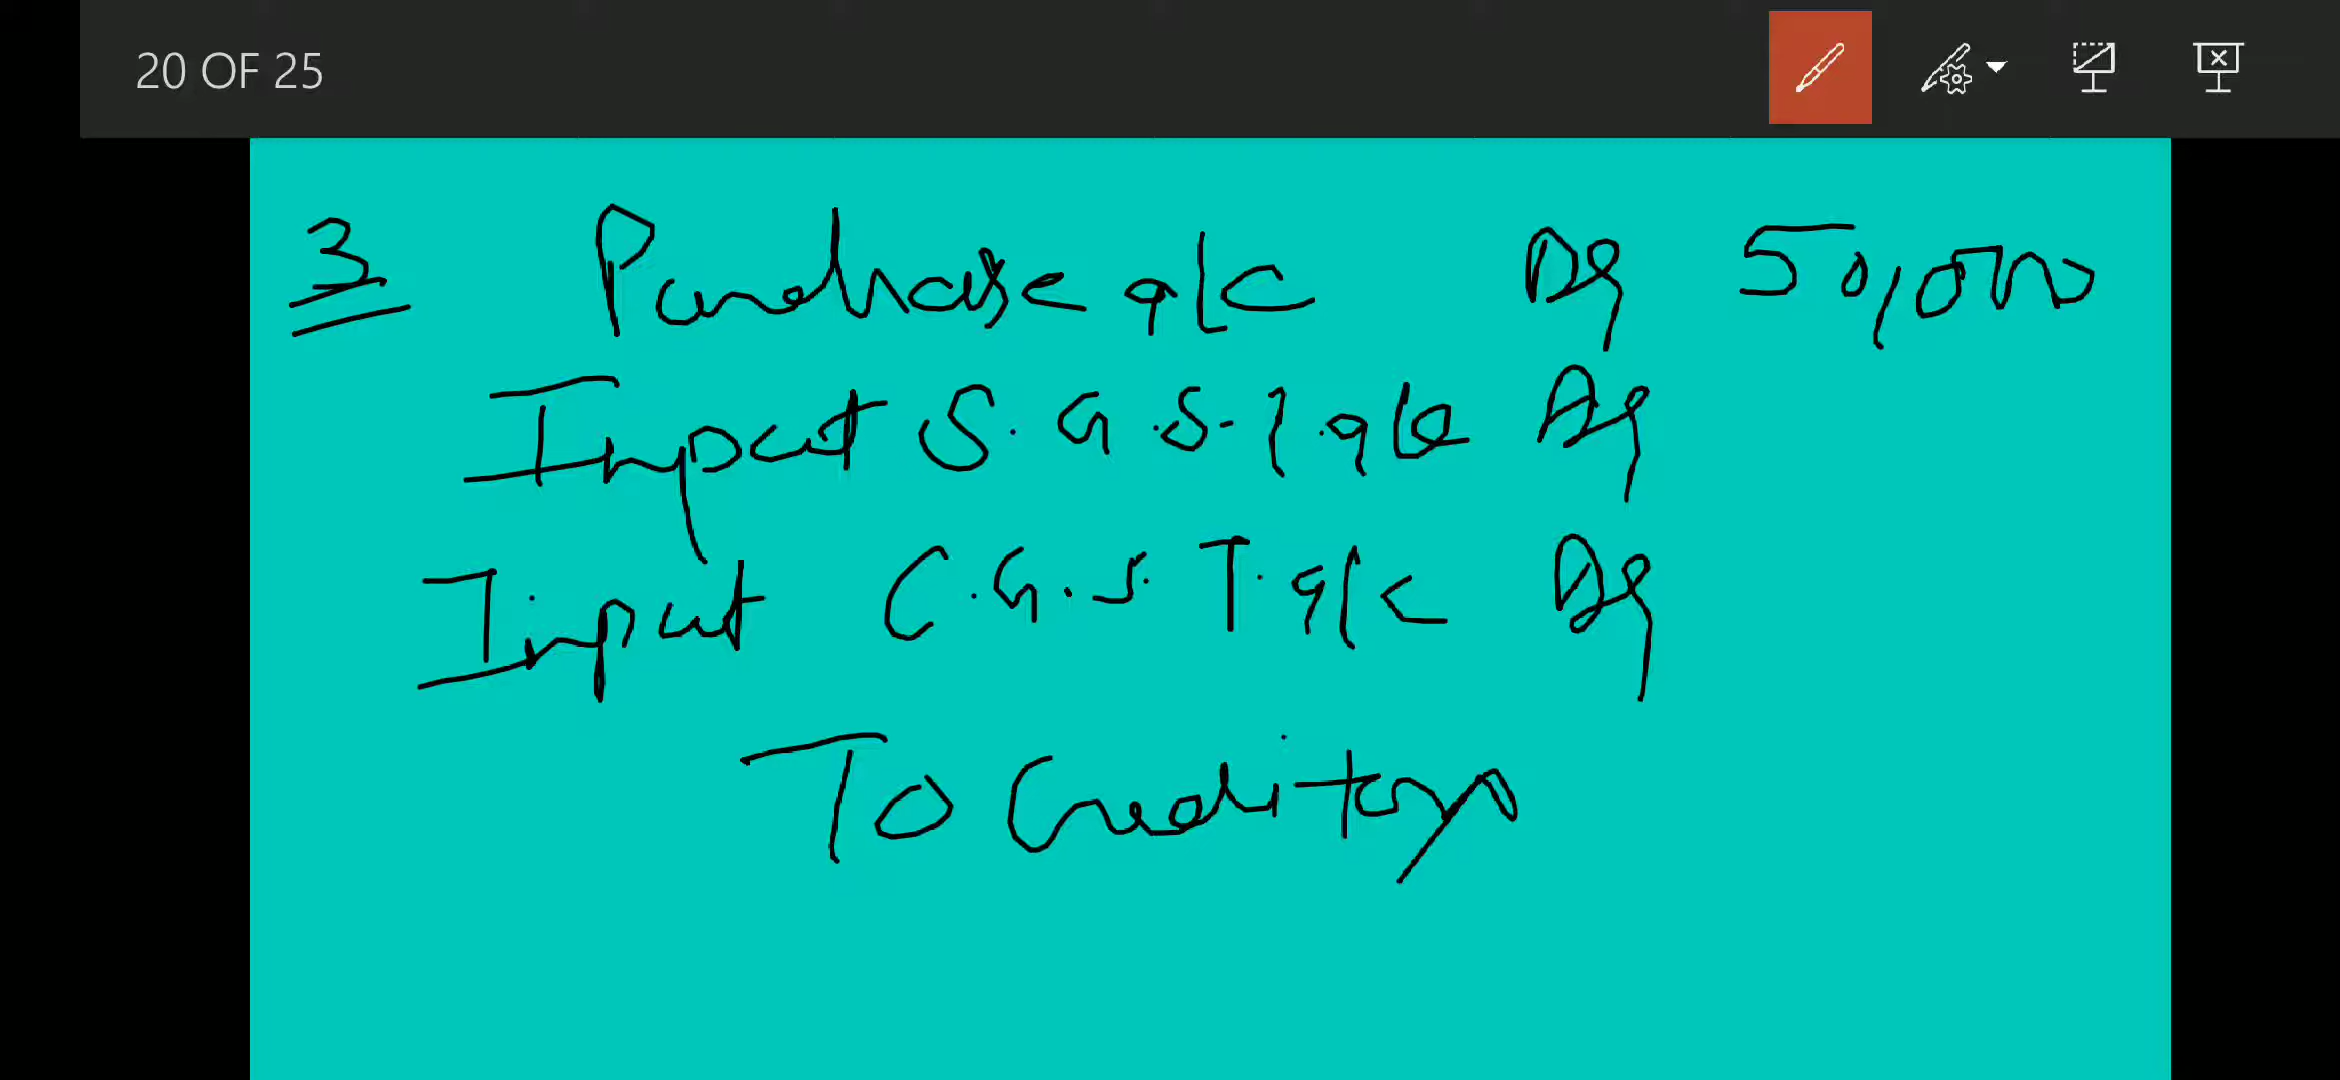 20 OF 25
3 Purchase a/c Dr 50,000
Input S.G.S.T. a/c Dr
Input C.G.S.T. a/c Dr
To Creditors